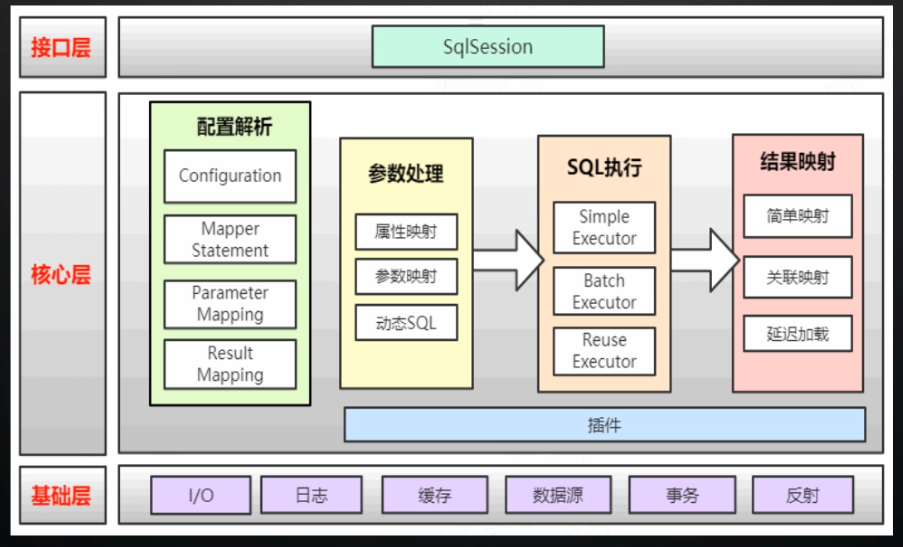 接口层
SqlSession
核心层
配置解析
Configuration
Mapper
Statement
Parameter
Mapping
Result
Mapping
参数处理
属性映射
参数映射
动态SQL
SQL执行
Simple
Executor
Batch
Executor
Reuse
Executor
结果映射
简单映射
关联映射
延迟加载
插件
基础层
I/O
日志
缓存
数据源
事务
反射